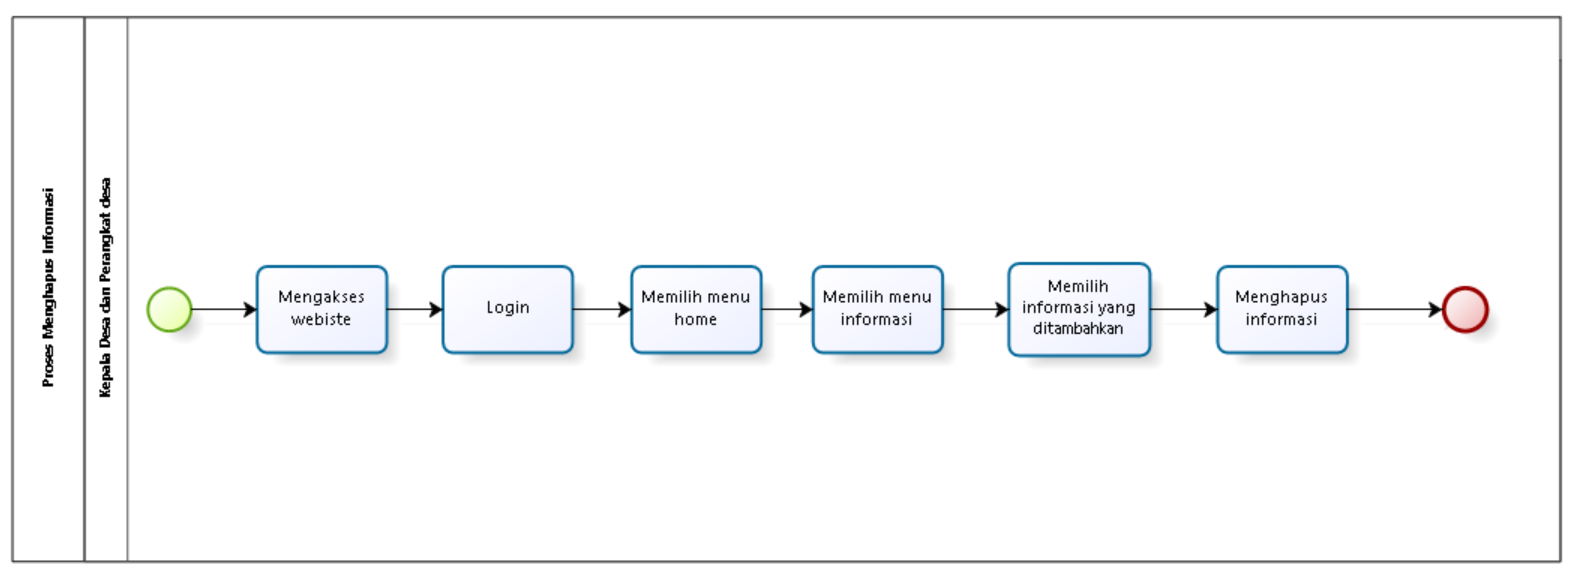 Proses Menghapus Informasi
Kepala Desa dan Perangkat desa
Mengakses
webiste
Login
Memilih menu
home
Memilih menu
informasi
Memilih
informasi yang
ditambahkan
Menghapus
informasi